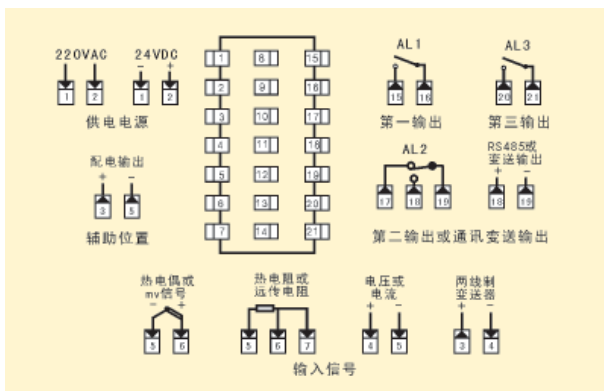 220VAC 24VDC
- +
1 2 1 2
供电电源
配电输出
+ -
3 5
辅助位置
1 8 15
2 9 16
3 10 17
4 11 18
5 12 19
6 13 20
7 14 21
AL1
15 16
第一输出
AL3
20 21
第三输出
AL2
17 18 19
RS485或
变送输出
+ -
18 19
第二输出或通讯变送输出
热电偶或
mv信号
- +
5 6
热电阻或
远传电阻
5 6 7
电压或
电流
+ -
4 5
两线制
变送器
+ -
3 4
输入信号